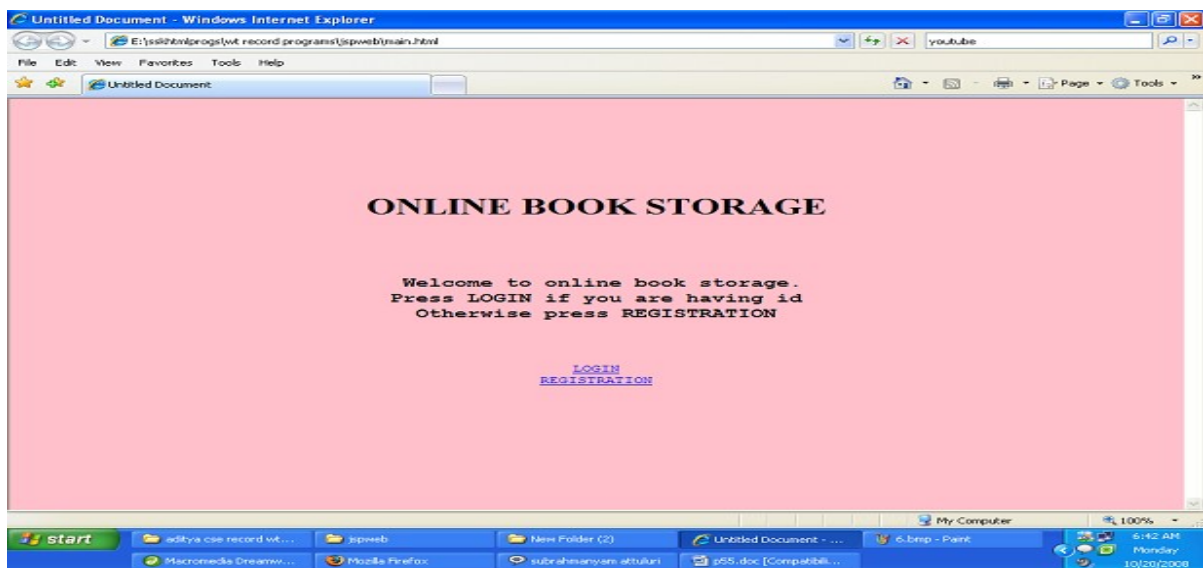 Untitled Document - Windows Internet Explorer
E:\sskhtmlprogs\wt record programs\jspweb\main.html
youtube
File Edit View Favorites Tools Help
Untitled Document
Page Tools
ONLINE BOOK STORAGE
Welcome to online book storage.
Press LOGIN if you are having id
Otherwise press REGISTRATION
LOGIN
REGISTRATION
My Computer 100%
start aditya cse record wt... jspweb New Folder (2) Untitled Document - ... 6.bmp - Paint 6:42 AM
Macromedia Dreamw... Mozilla Firefox subrahmanyam attuluri p55.doc [Compatibili... Monday
10/20/2008